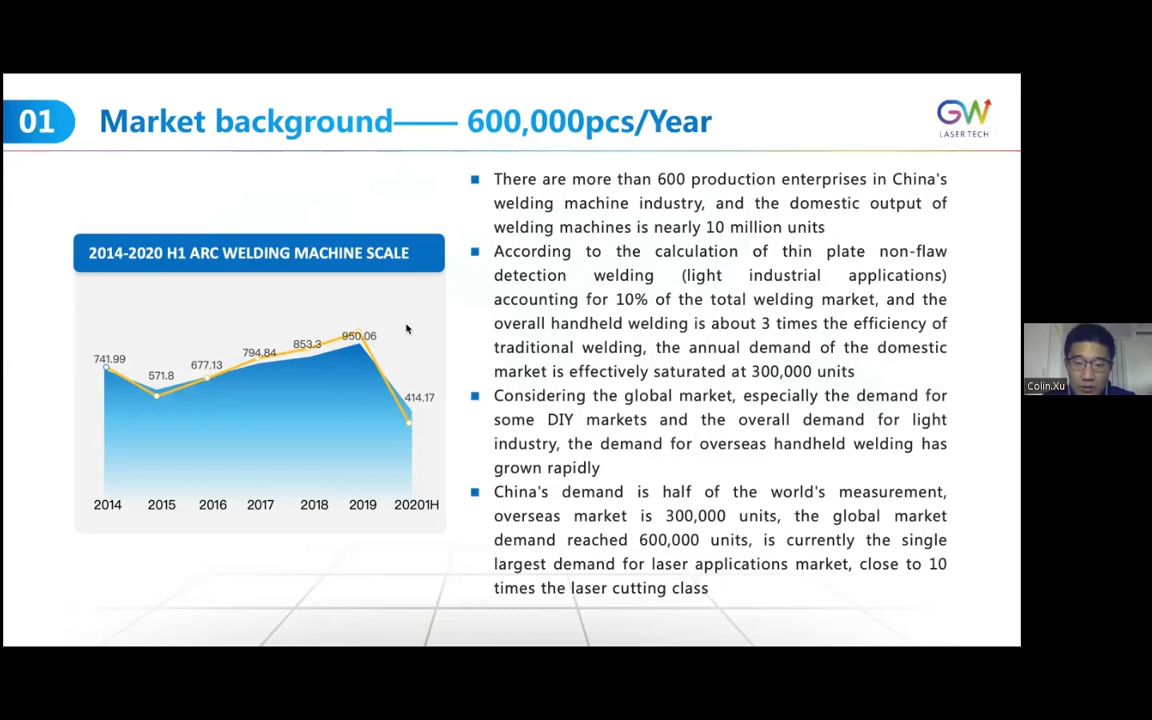 01
Market background—— 600,000pcs/Year
GW
LASER TECH
2014-2020 H1 ARC WELDING MACHINE SCALE
741.99
571.8
677.13
794.84
853.3
950.06
414.17
2014 2015 2016 2017 2018 2019 20201H
There are more than 600 production enterprises in China's
welding machine industry, and the domestic output of
welding machines is nearly 10 million units
According to the calculation of thin plate non-flaw
detection welding (light industrial applications)
accounting for 10% of the total welding market, and the
overall handheld welding is about 3 times the efficiency of
traditional welding, the annual demand of the domestic
market is effectively saturated at 300,000 units
Considering the global market, especially the demand for
some DIY markets and the overall demand for light
industry, the demand for overseas handheld welding has
grown rapidly
China's demand is half of the world's measurement,
overseas market is 300,000 units, the global market
demand reached 600,000 units, is currently the single
largest demand for laser applications market, close to 10
times the laser cutting class
Colin.Xu